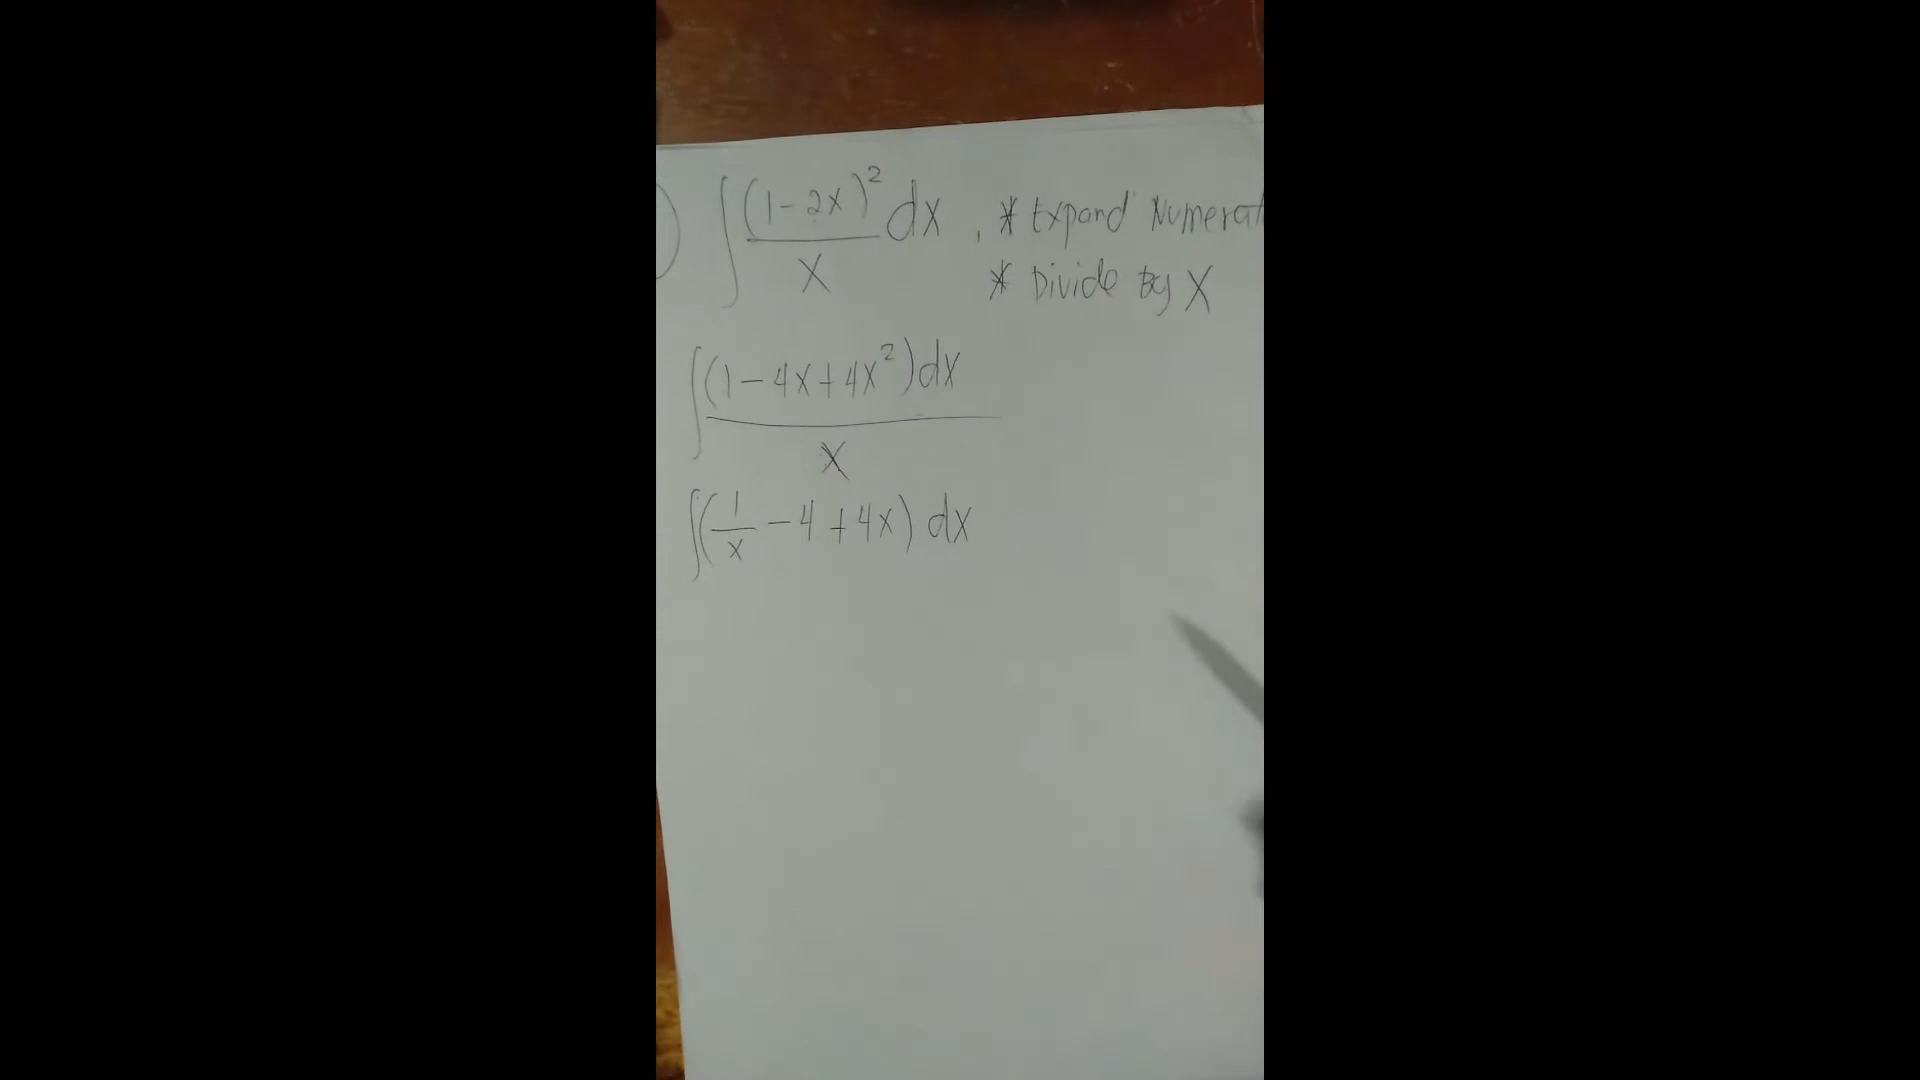 ∫ (1-2x)² / x dx , * Expand Numerat
* Divide By X
∫ (1-4x+4x²)dx / x
∫ (1/x -4+4x) dx